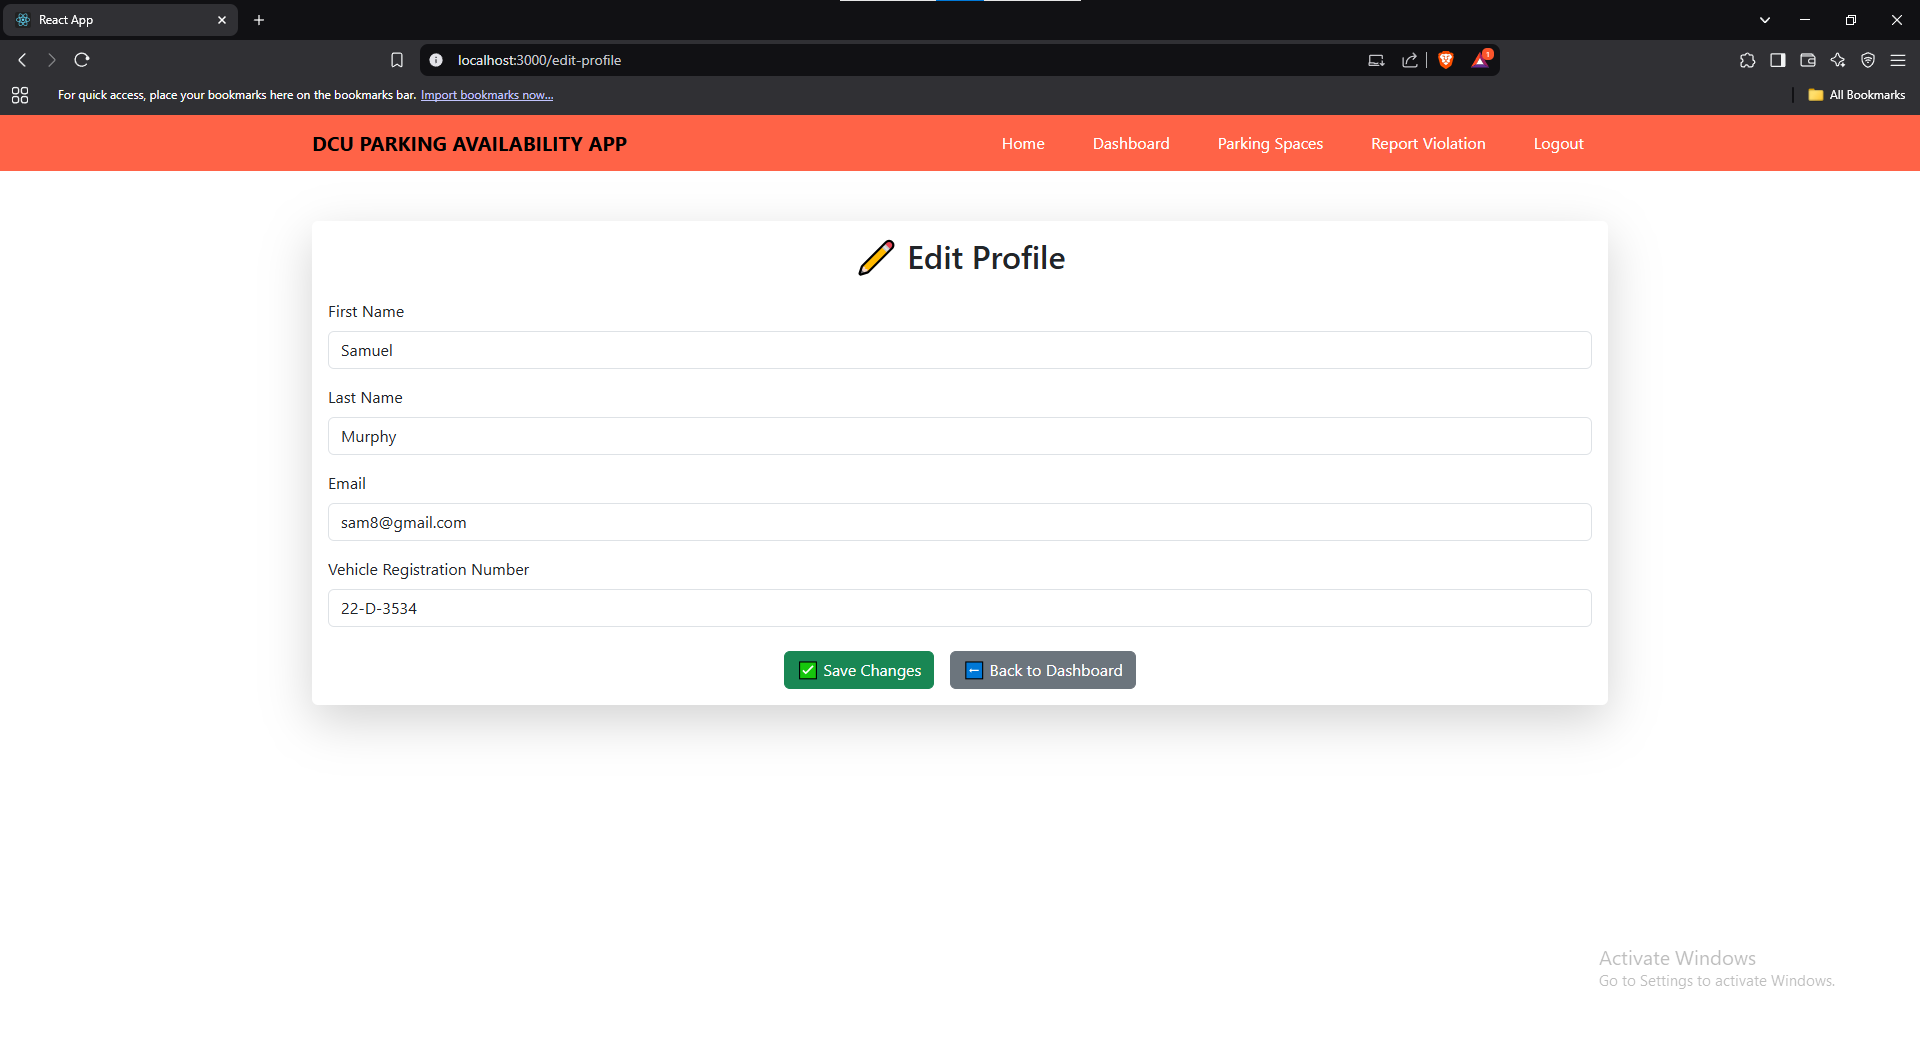 React App
localhost:3000/edit-profile
1
For quick access, place your bookmarks here on the bookmarks bar. Import bookmarks now...
All Bookmarks
DCU PARKING AVAILABILITY APP
Home
Dashboard
Parking Spaces
Report Violation
Logout
Edit Profile
First Name
Samuel
Last Name
Murphy
Email
sam8@gmail.com
Vehicle Registration Number
22-D-3534
Save Changes
Back to Dashboard
Activate Windows
Go to Settings to activate Windows.